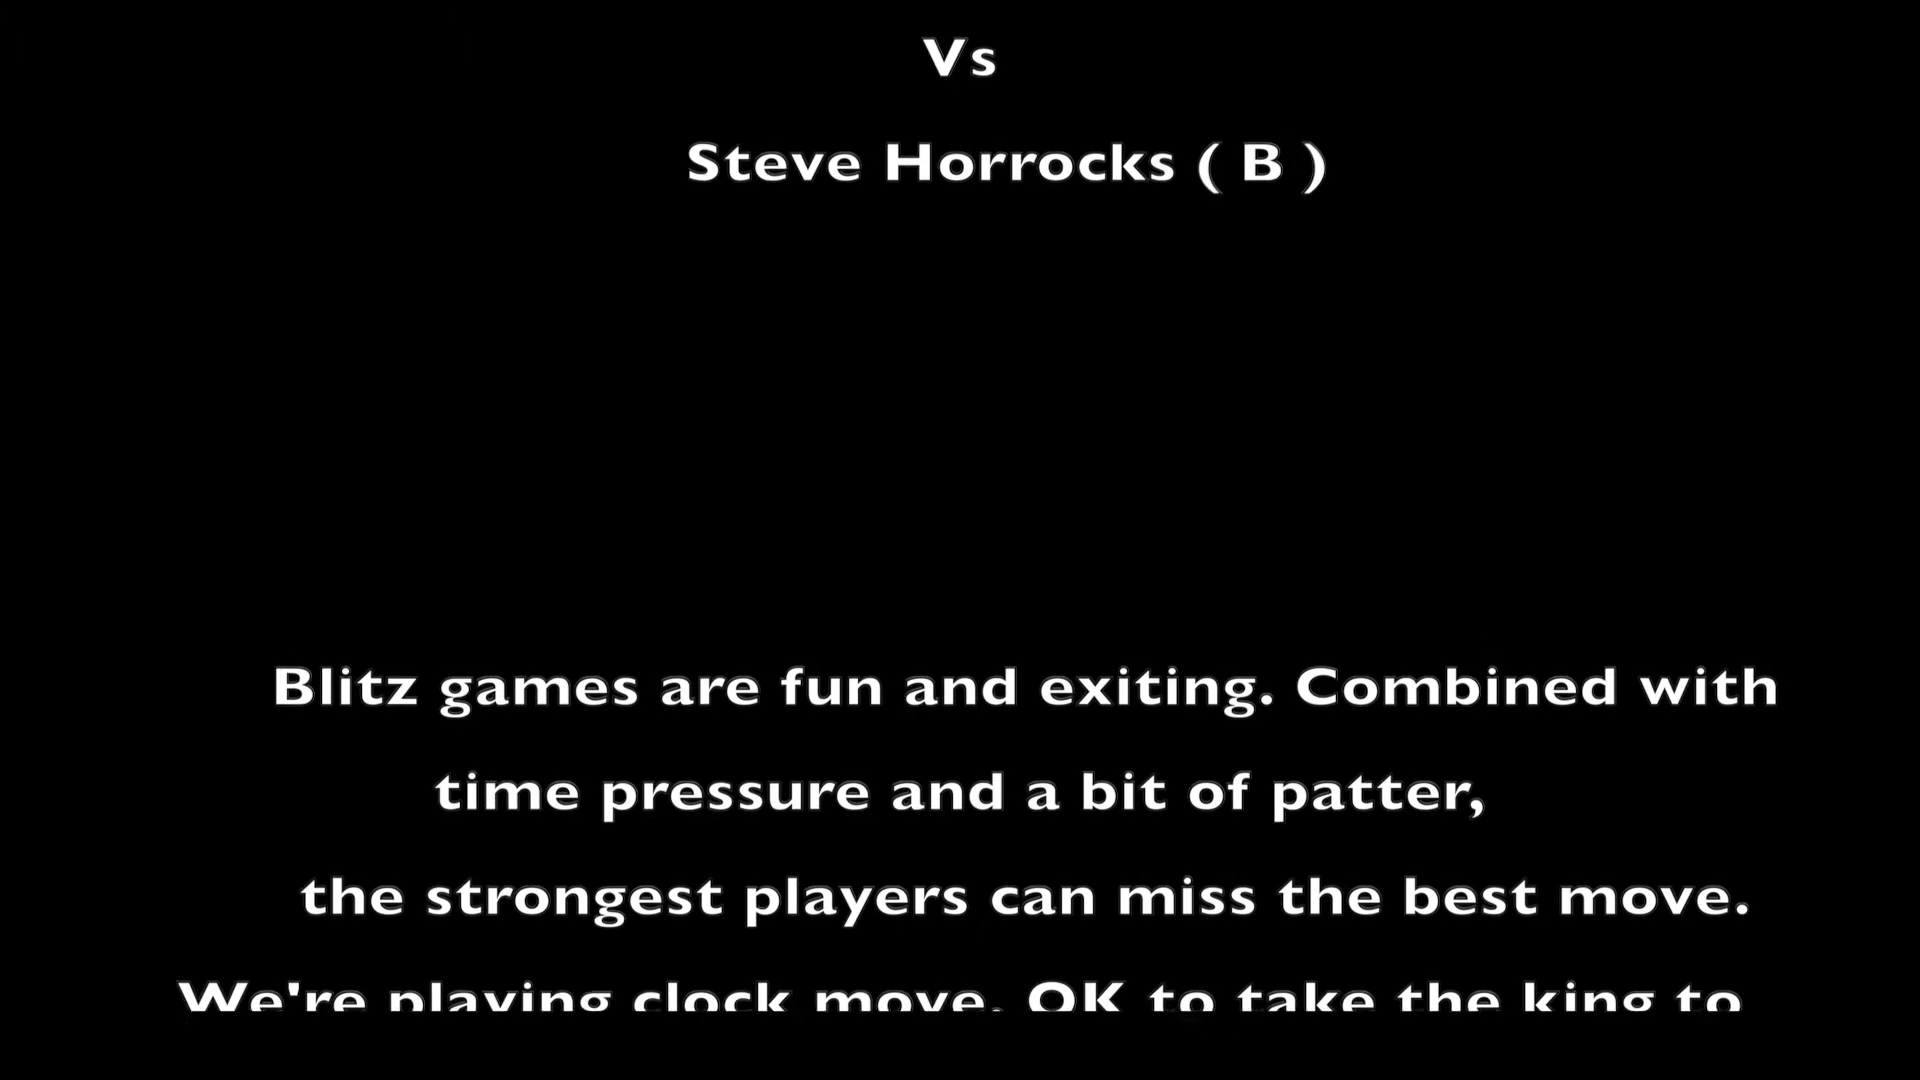 Vs
Steve Horrocks ( B )
Blitz games are fun and exiting. Combined with
time pressure and a bit of patter,
the strongest players can miss the best move.
We're playing clock move. OK to take the king to